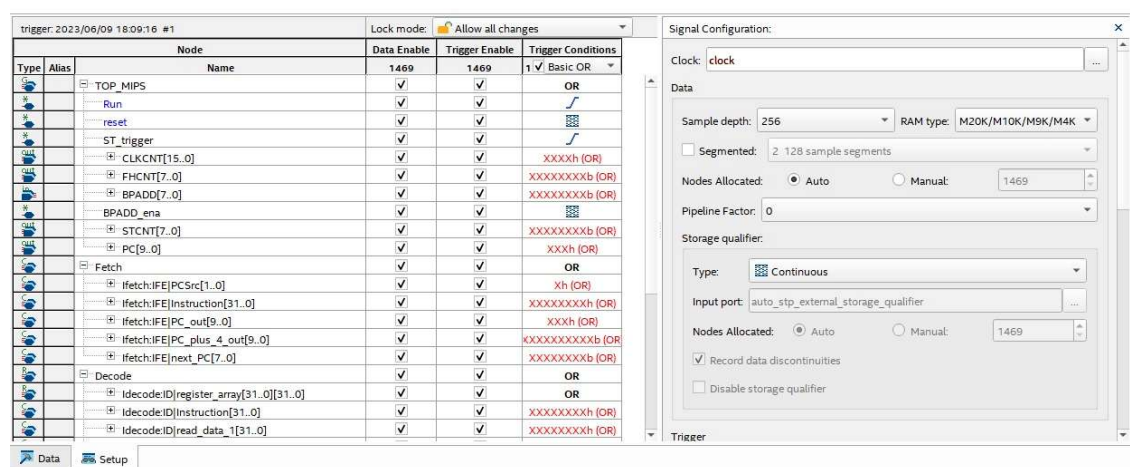 trigger: 2023/06/09 18:09:16 #1 Lock mode: Allow all changes
Node Data Enable Trigger Enable Trigger Conditions
Type Alias Name 1469 1469 1 Basic OR
TOP_MIPS OR
Run
reset
ST_trigger
CLKCNT[15..0] XXXXh (OR)
FHCNT[7..0] XXXXXXXXb (OR)
BPADD[7..0] XXXXXXXXb (OR)
BPADD_ena
STCNT[7..0] XXXXXXXXb (OR)
PC[9..0] XXXh (OR)
Fetch OR
Ifetch:IFE|PCSrc[1..0] Xh (OR)
Ifetch:IFE|Instruction[31..0] XXXXXXXXh (OR)
Ifetch:IFE|PC_out[9..0] XXXh (OR)
Ifetch:IFE|PC_plus_4_out[9..0] XXXXXXXXXXb (OR
Ifetch:IFE|next_PC[7..0] XXXXXXXXb (OR)
Decode OR
Idecode:ID|register_array[31..0][31..0] OR
Idecode:ID|Instruction[31..0] XXXXXXXXh (OR)
Idecode:ID|read_data_1[31..0] XXXXXXXXh (OR)
Data Setup
Signal Configuration:
Clock: clock ...
Data
Sample depth: 256 RAM type: M20K/M10K/M9K/M4K
Segmented: 2 128 sample segments
Nodes Allocated: Auto Manual: 1469
Pipeline Factor: 0
Storage qualifier:
Type: Continuous
Input port: auto_stp_external_storage_qualifier ...
Nodes Allocated: Auto Manual: 1469
Record data discontinuities
Disable storage qualifier
Trigger